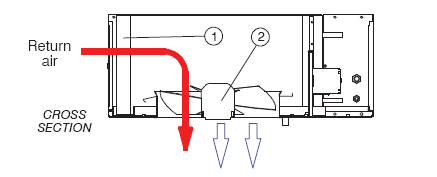 Return
air
1
2
CROSS
SECTION